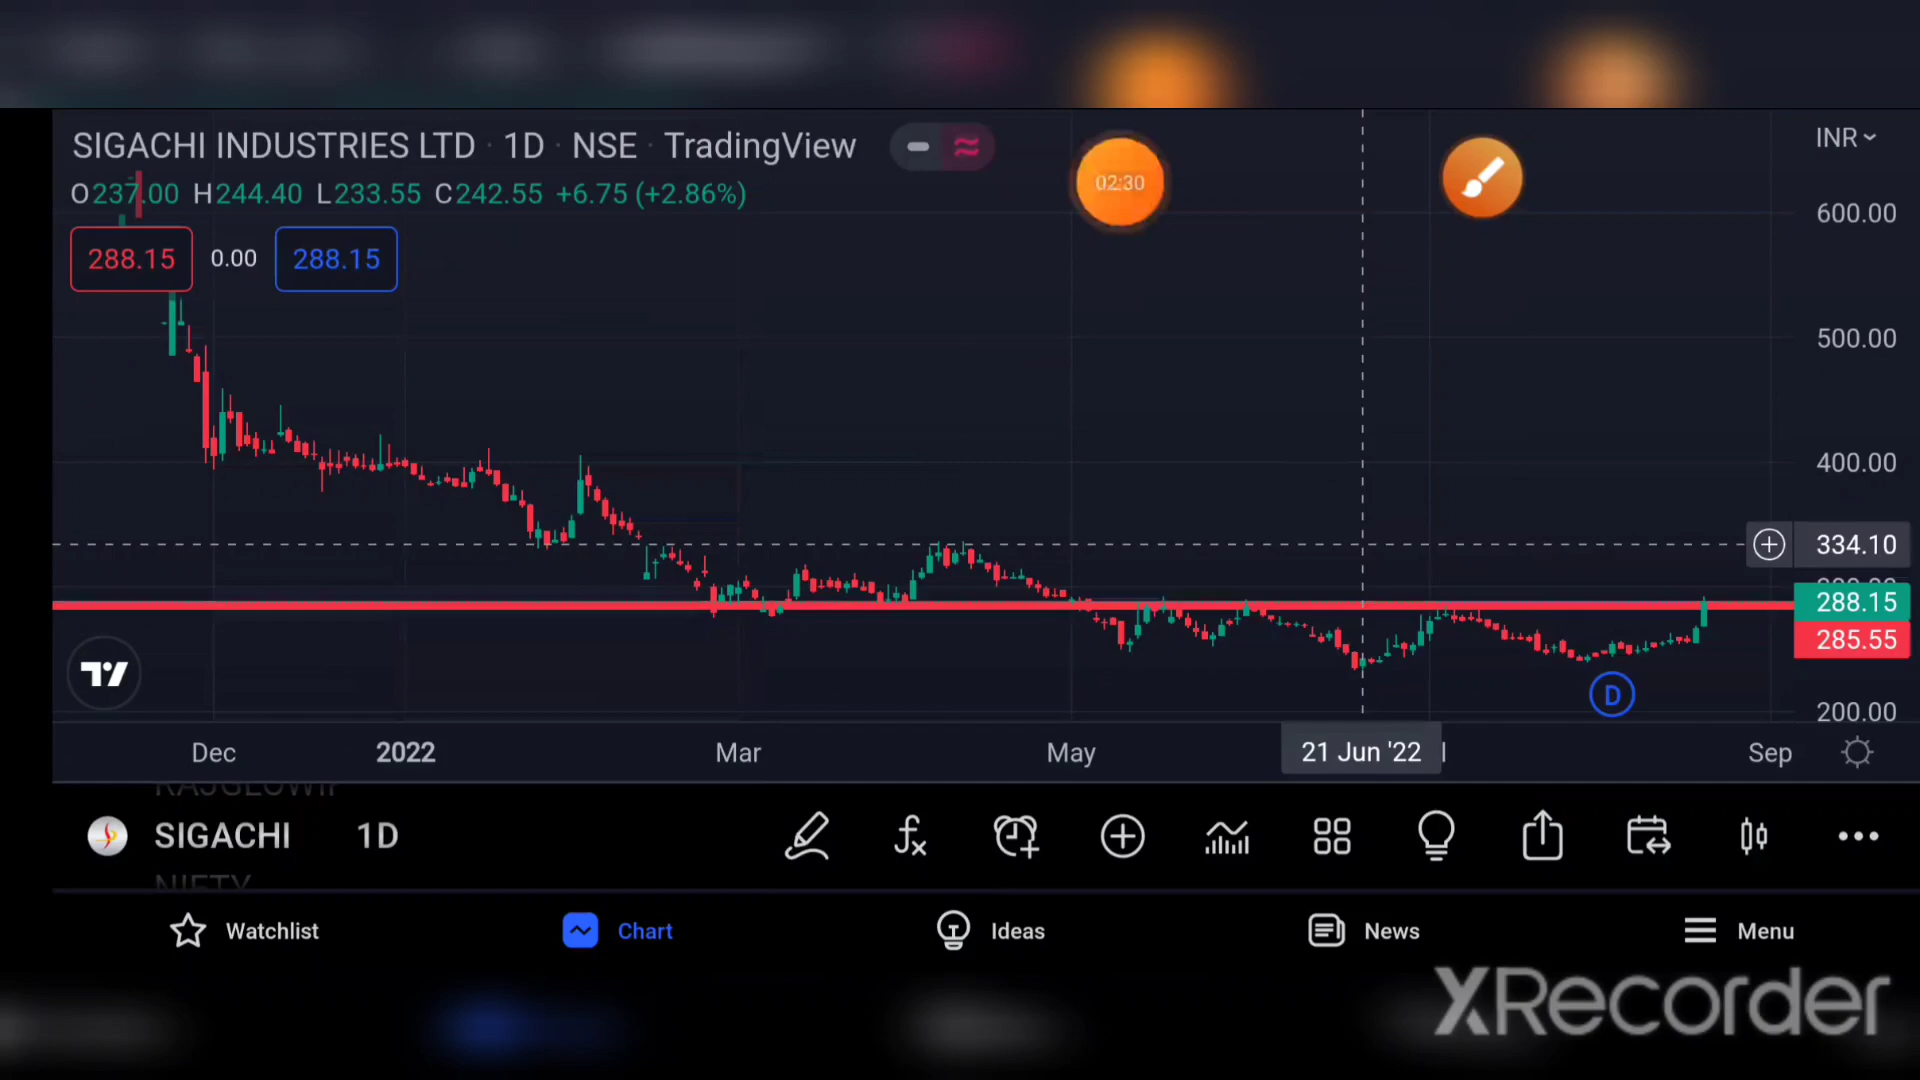 SIGACHI INDUSTRIES LTD · 1D · NSE · TradingView
INR
O237.00 H244.40 L233.55 C242.55 +6.75 (+2.86%)
02:30
288.15 0.00 288.15
600.00
500.00
400.00
334.10
288.15
285.55
200.00
D
Dec 2022 Mar May 21 Jun '22 Sep
SIGACHI 1D
NIFTY
Watchlist Chart Ideas News Menu
XRecorder